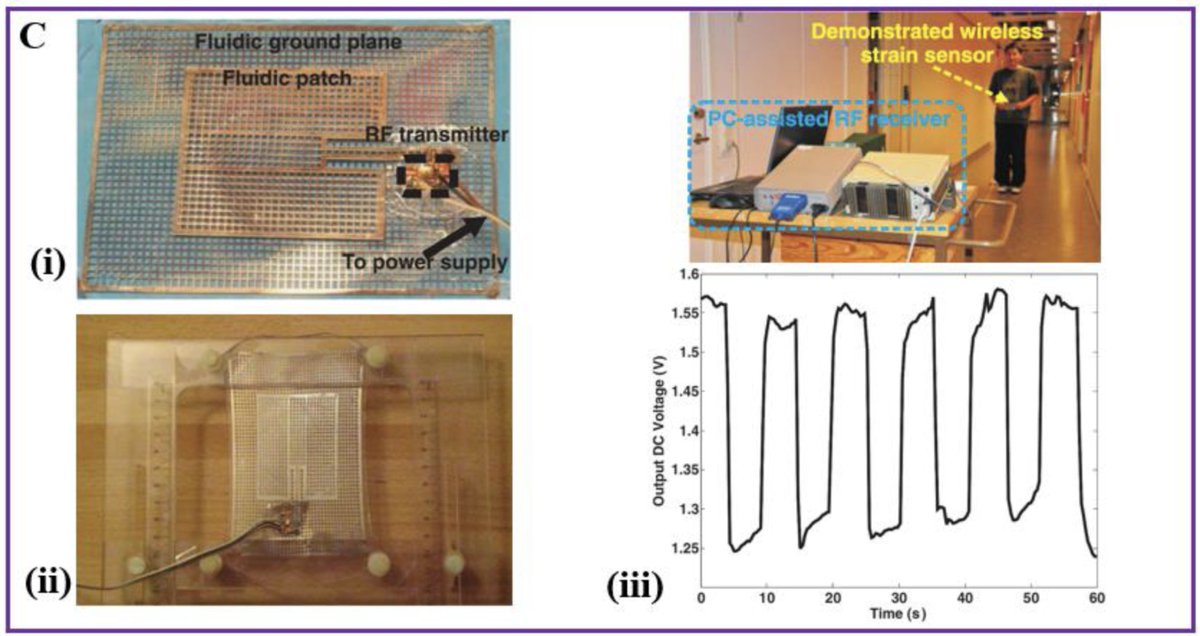 C
Fluidic ground plane
Fluidic patch
RF transmitter
To power supply
(i)
(ii)
Demonstrated wireless
strain sensor
PC-assisted RF receiver
1.6
1.55
1.5
1.45
1.4
1.35
1.3
1.25
Output DC Voltage (V)
0 10 20 30 40 50 60
Time (s)
(iii)